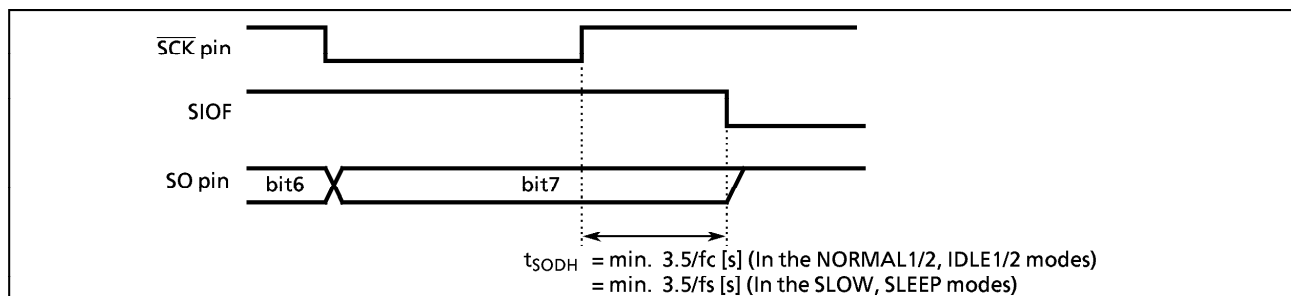 SCK pin
SIOF
SO pin
bit6 bit7
tSODH = min. 3.5/fc [s] (In the NORMAL1/2, IDLE1/2 modes)
= min. 3.5/fs [s] (In the SLOW, SLEEP modes)